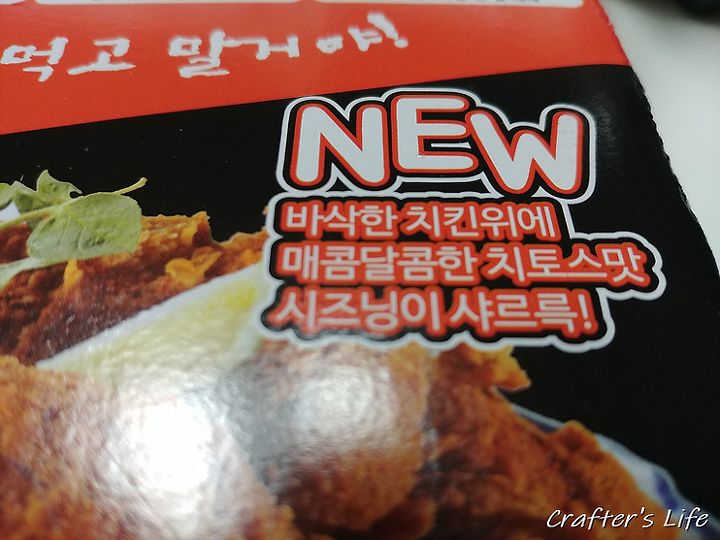 먹고 말거야!
NEW
바삭한 치킨위에
매콤달콤한 치토스맛
시즈닝이 샤르륵!
Crafter's Life